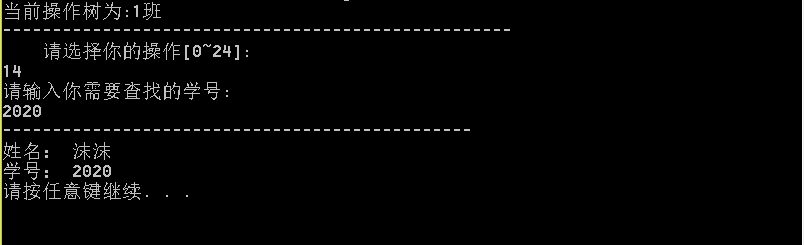 当前操作树为:1班
---------------------------------------------------
请选择你的操作[0~24]:
14
请输入你需要查找的学号:
2020
-----------------------------------------------
姓名： 沫沫
学号： 2020
请按任意键继续. . .